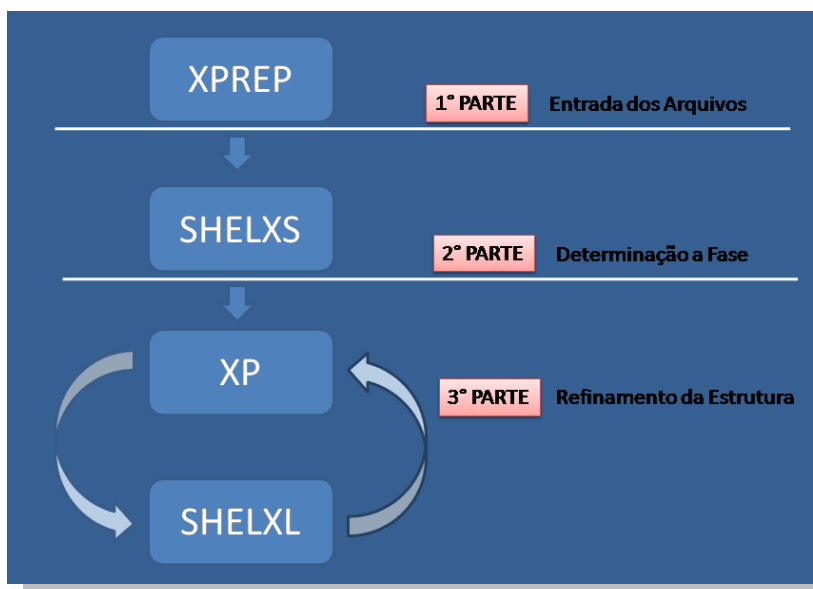 XPREP
1° PARTE Entrada dos Arquivos
SHELXS
2° PARTE Determinação a Fase
XP
3° PARTE Refinamento da Estrutura
SHELXL